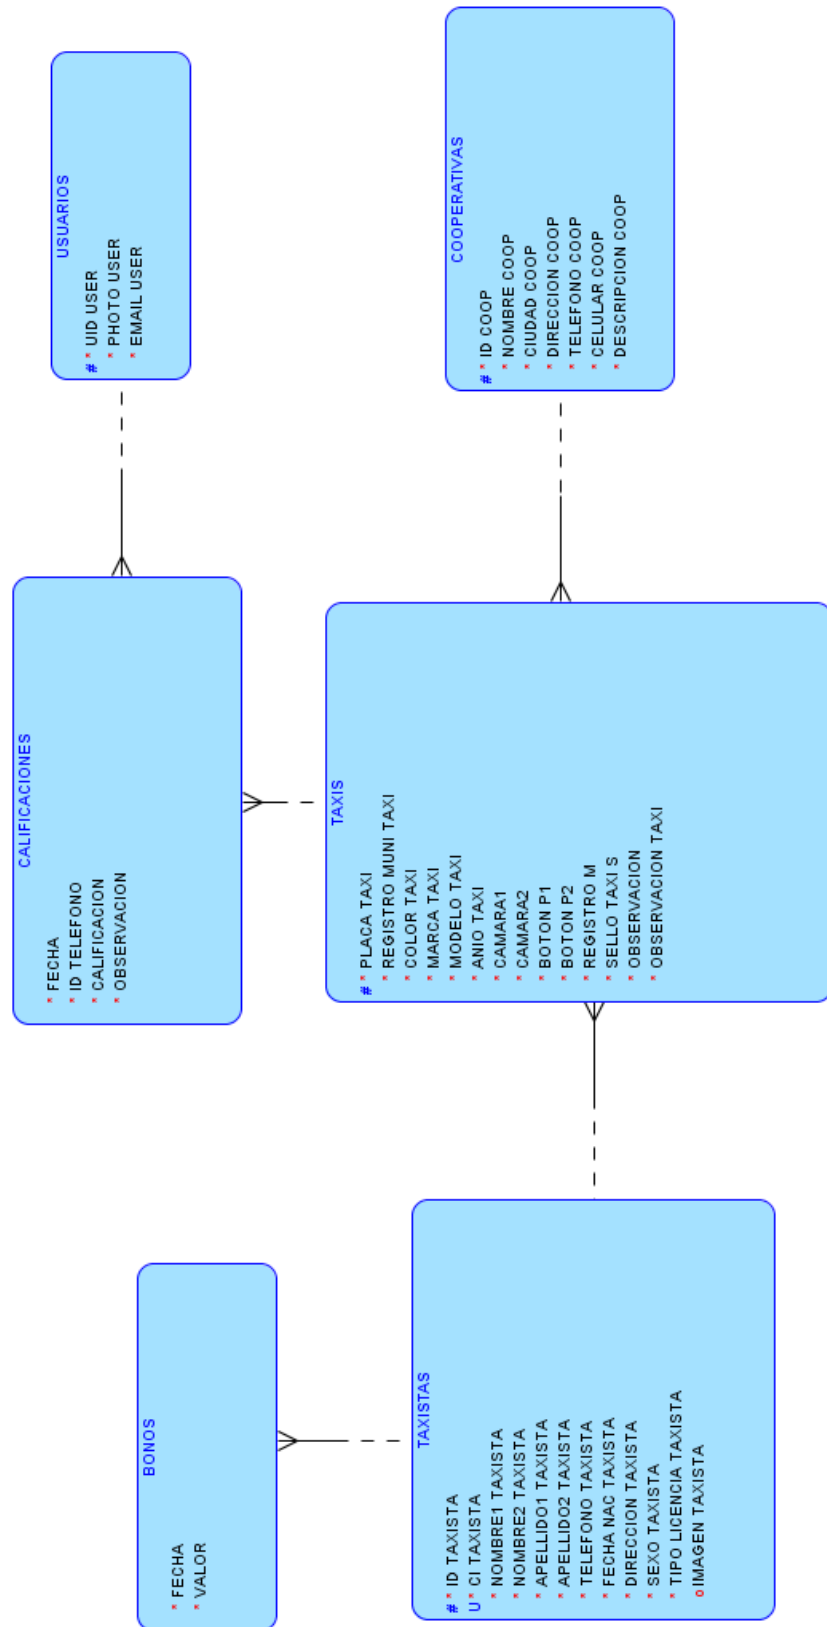 USUARIOS
# * UID USER
* PHOTO USER
* EMAIL USER
COOPERATIVAS
# * ID COOP
* NOMBRE COOP
* CIUDAD COOP
* DIRECCION COOP
* TELEFONO COOP
* CELULAR COOP
* DESCRIPCION COOP
CALIFICACIONES
* FECHA
* ID TELEFONO
* CALIFICACION
* OBSERVACION
TAXIS
# * PLACA TAXI
* REGISTRO MUNI TAXI
* COLOR TAXI
* MARCA TAXI
* MODELO TAXI
* ANIO TAXI
* CAMARA1
* CAMARA2
* BOTON P1
* BOTON P2
* REGISTRO M
* SELLO TAXI S
* OBSERVACION
* OBSERVACION TAXI
BONOS
* FECHA
* VALOR
TAXISTAS
# * ID TAXISTA
U * CI TAXISTA
* NOMBRE1 TAXISTA
* NOMBRE2 TAXISTA
* APELLIDO1 TAXISTA
* APELLIDO2 TAXISTA
* TELEFONO TAXISTA
* FECHA NAC TAXISTA
* DIRECCION TAXISTA
* SEXO TAXISTA
* TIPO LICENCIA TAXISTA
o IMAGEN TAXISTA